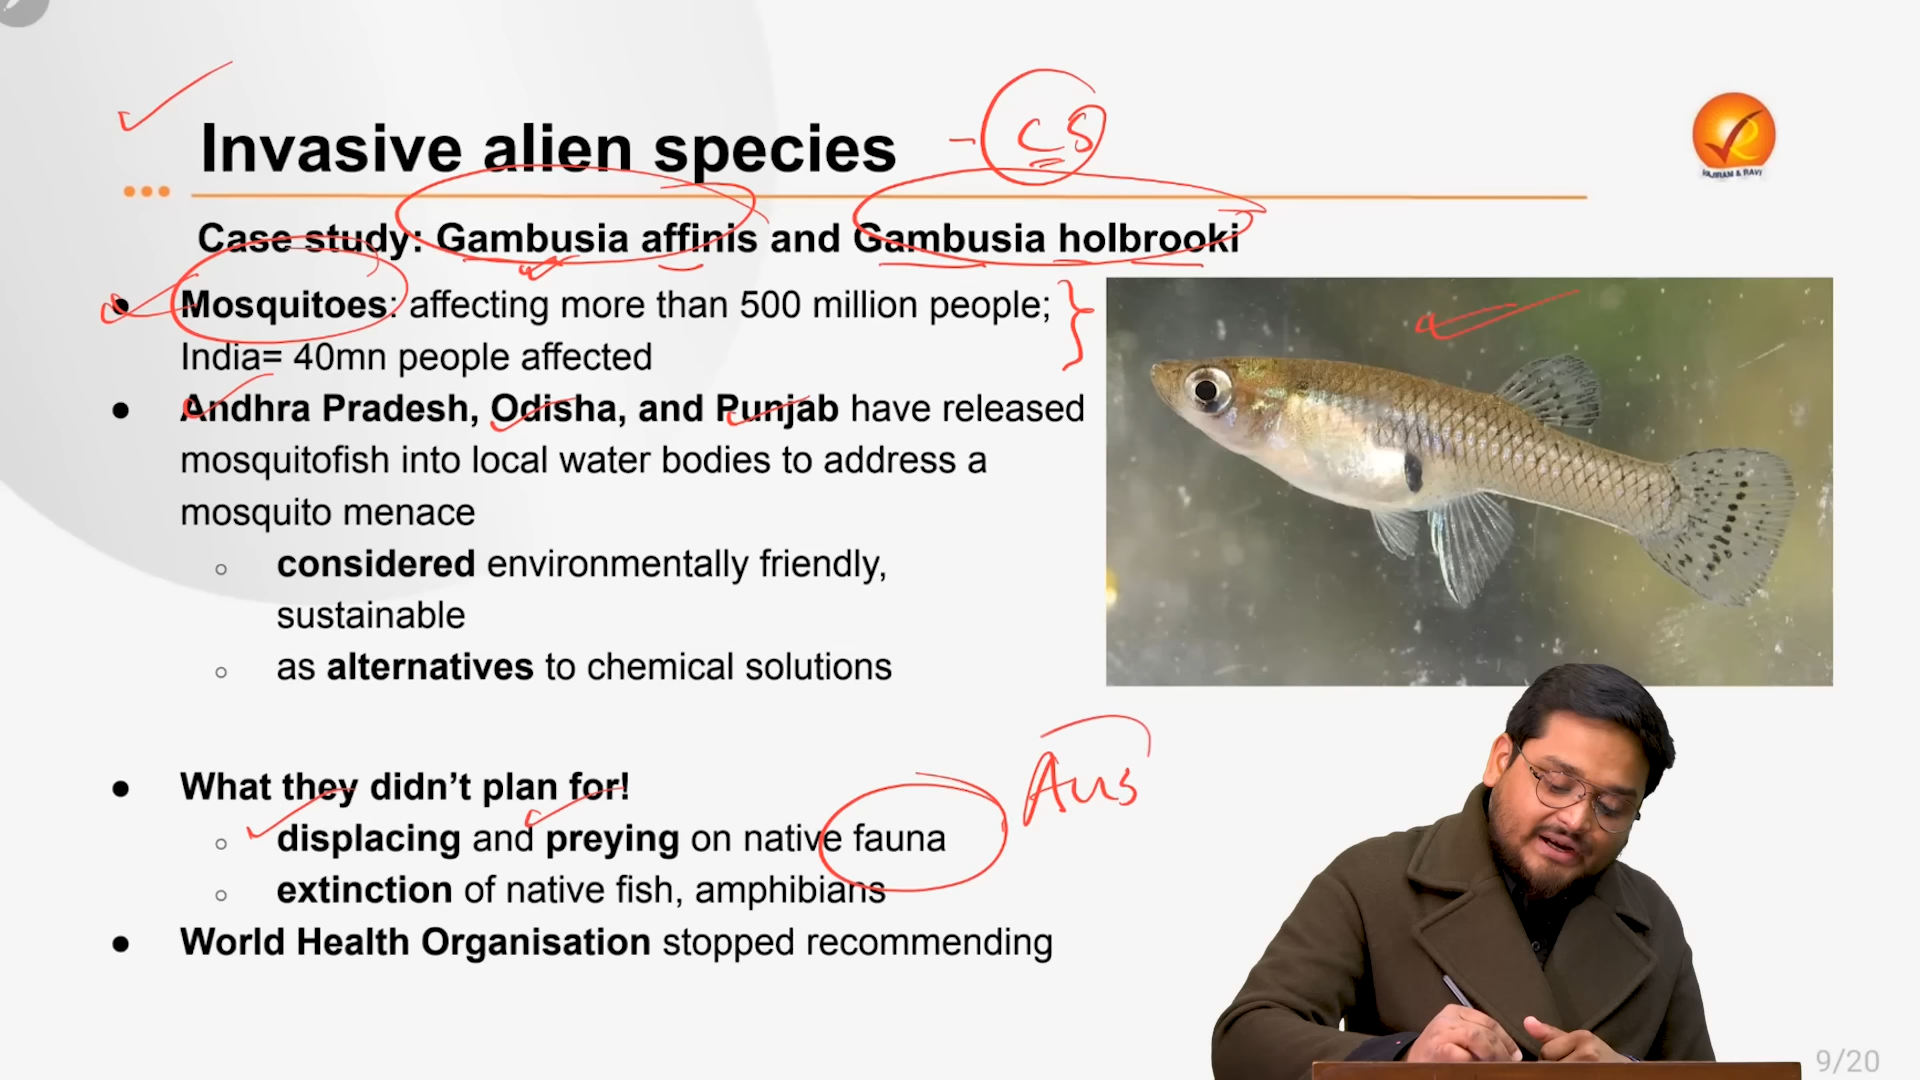 Invasive alien species
- CS
VAJIRAM & RAVI
Case study: Gambusia affinis and Gambusia holbrooki
Mosquitoes: affecting more than 500 million people;
India= 40mn people affected
Andhra Pradesh, Odisha, and Punjab have released
mosquitofish into local water bodies to address a
mosquito menace
considered environmentally friendly,
sustainable
as alternatives to chemical solutions
What they didn't plan for!
Aus
displacing and preying on native fauna
extinction of native fish, amphibians
World Health Organisation stopped recommending
9/20